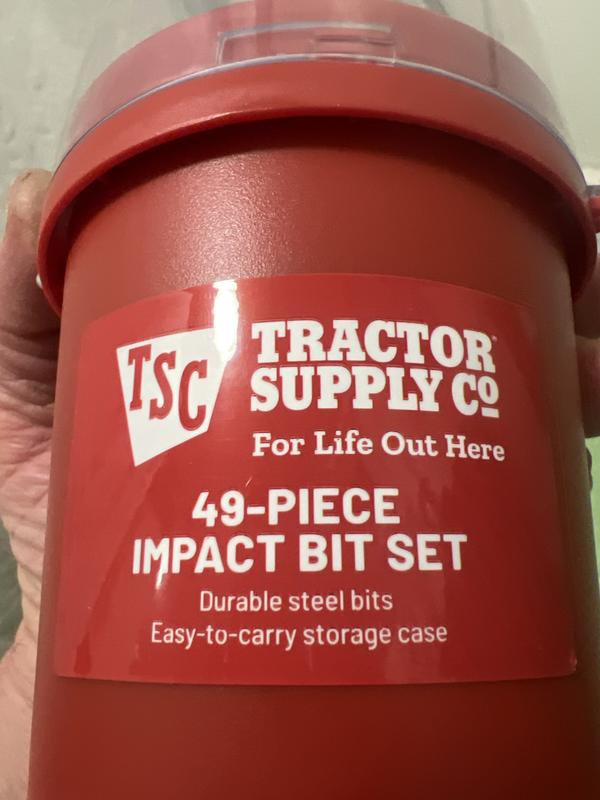 TSC
TRACTOR
SUPPLY CO
For Life Out Here
49-PIECE
IMPACT BIT SET
Durable steel bits
Easy-to-carry storage case